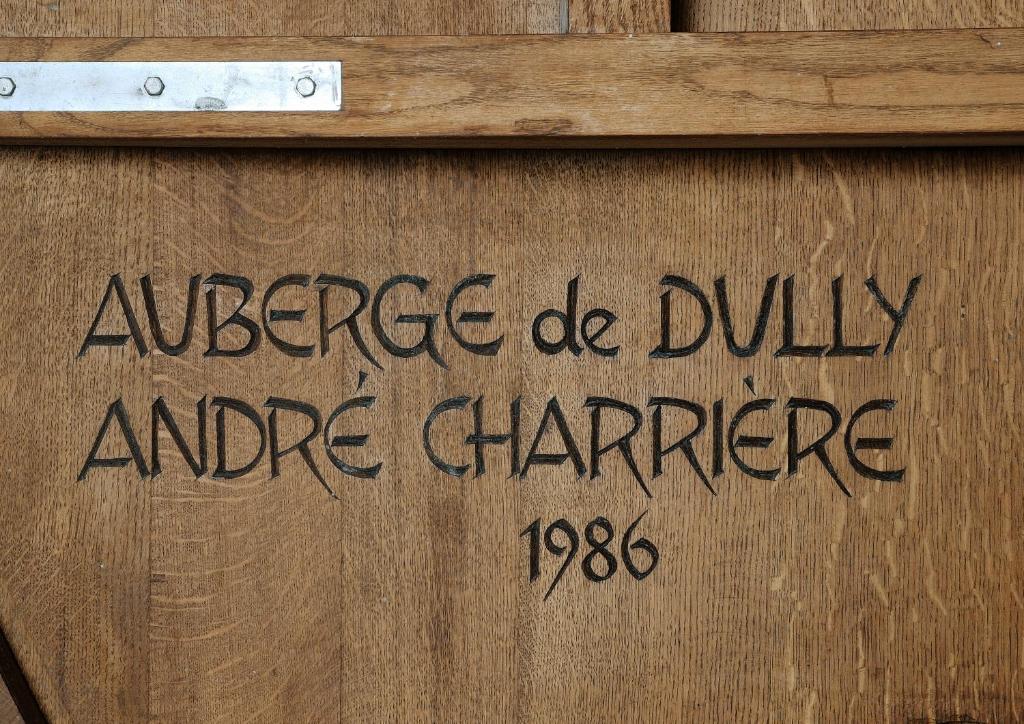 AUBERGE de DULLY
ANDRÉ CHARRIÈRE
1986